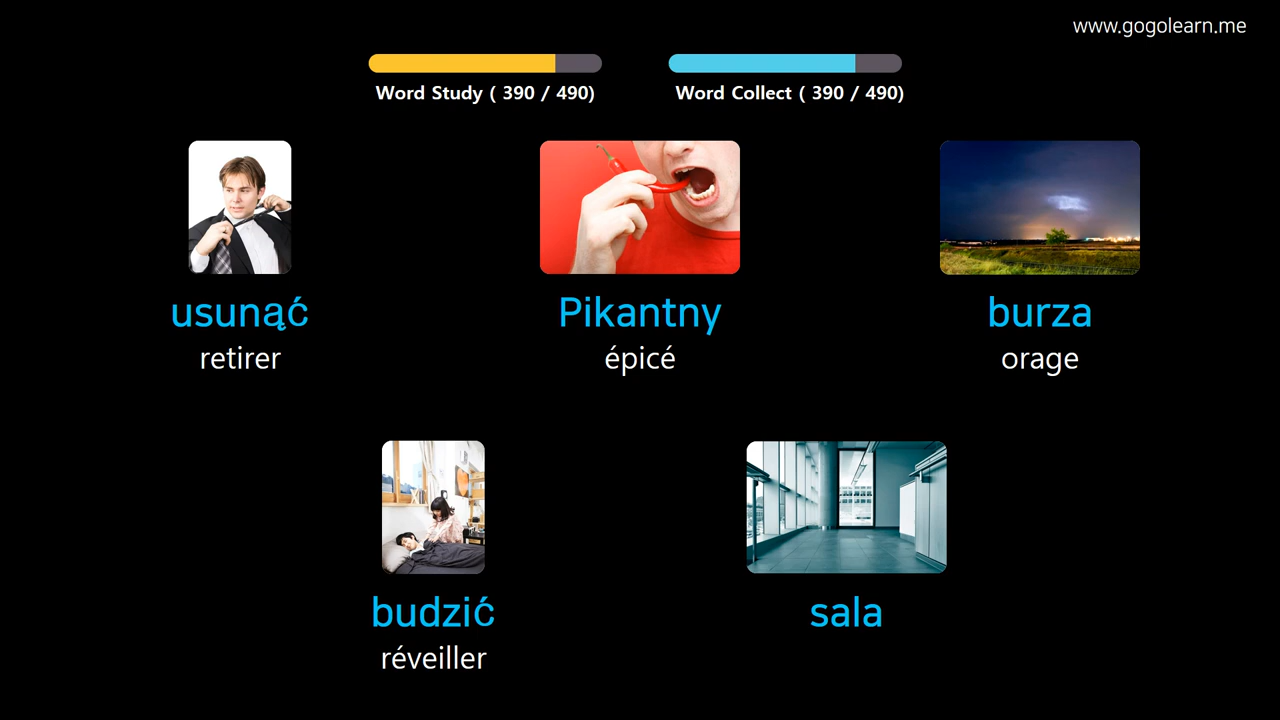 www.gogolearn.me
Word Study ( 390 / 490)
Word Collect ( 390 / 490)
usunąć
retirer
Pikantny
épicé
burza
orage
budzić
réveiller
sala